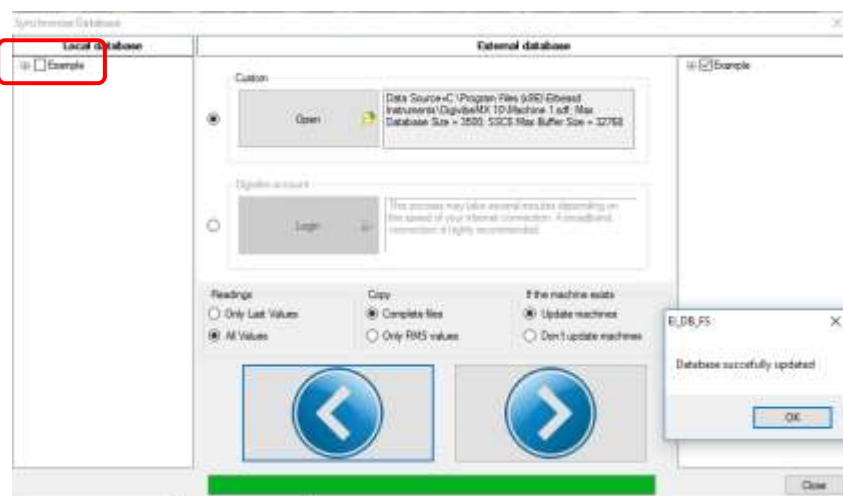 Synchronise Database
Local database
External database
Example
Custom
Open
Data Source=C:\Program Files (x86)\Erbessd
Instruments\DigivibeMX 10\Machine 1.sdf; Max
Database Size = 3500; SSCE:Max Buffer Size = 32768
Example
Digivibe account
Login
This process may take several minutes depending on
the speed of your internet connection. A broadband
connection is highly recommended.
Readings
Only Last Values
All Values
Copy
Complete files
Only RMS values
If the machine exists
Update machines
Don't update machines
EI_DB_FS
Database succefully updated
OK
Close